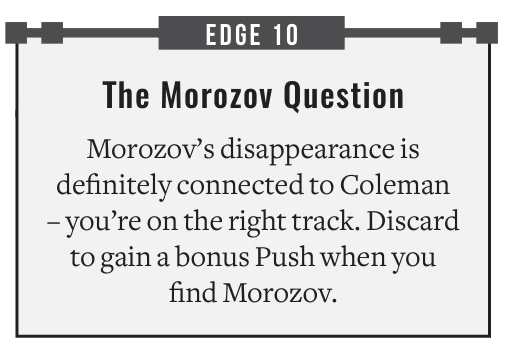 EDGE 10
The Morozov Question
Morozov’s disappearance is
definitely connected to Coleman
– you’re on the right track. Discard
to gain a bonus Push when you
find Morozov.